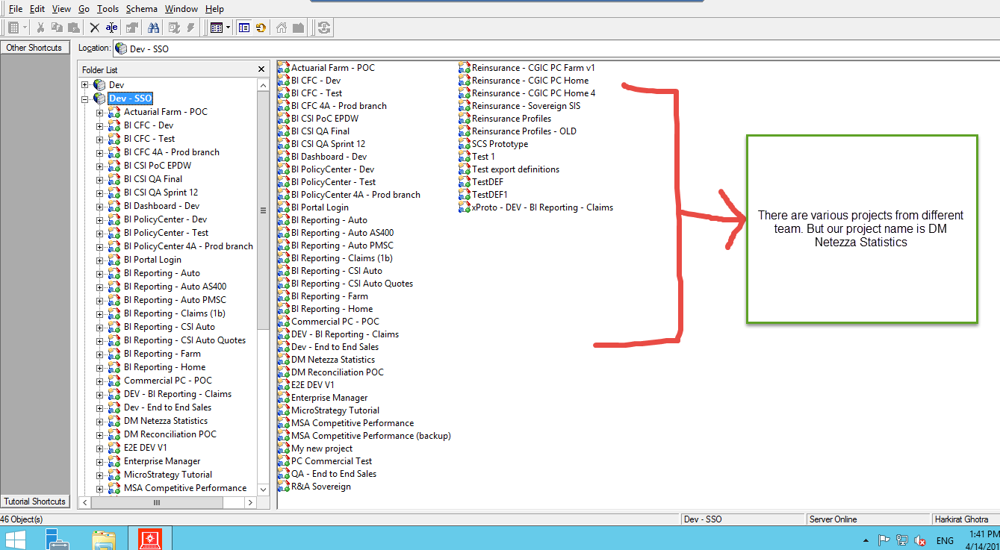 File Edit View Go Tools Schema Window Help
Other Shortcuts
Location: Dev - SSO
Folder List
Dev
Dev - SSO
Actuarial Farm - POC
BI CFC - Dev
BI CFC - Test
BI CFC 4A - Prod branch
BI CSI PoC EPDW
BI CSI QA Final
BI CSI QA Sprint 12
BI Dashboard - Dev
BI PolicyCenter - Dev
BI PolicyCenter - Test
BI PolicyCenter 4A - Prod branch
BI Portal Login
BI Reporting - Auto
BI Reporting - Auto AS400
BI Reporting - Auto PMSC
BI Reporting - Claims (1b)
BI Reporting - CSI Auto
BI Reporting - CSI Auto Quotes
BI Reporting - Farm
BI Reporting - Home
Commercial PC - POC
DEV - BI Reporting - Claims
Dev - End to End Sales
DM Netezza Statistics
DM Reconciliation POC
E2E DEV V1
Enterprise Manager
MicroStrategy Tutorial
MSA Competitive Performance
Tutorial Shortcuts
Actuarial Farm - POC
BI CFC - Dev
BI CFC - Test
BI CFC 4A - Prod branch
BI CSI PoC EPDW
BI CSI QA Final
BI CSI QA Sprint 12
BI Dashboard - Dev
BI PolicyCenter - Dev
BI PolicyCenter - Test
BI PolicyCenter 4A - Prod branch
BI Portal Login
BI Reporting - Auto
BI Reporting - Auto AS400
BI Reporting - Auto PMSC
BI Reporting - Claims (1b)
BI Reporting - CSI Auto
BI Reporting - CSI Auto Quotes
BI Reporting - Farm
BI Reporting - Home
Commercial PC - POC
DEV - BI Reporting - Claims
Dev - End to End Sales
DM Netezza Statistics
DM Reconciliation POC
E2E DEV V1
Enterprise Manager
MicroStrategy Tutorial
MSA Competitive Performance
MSA Competitive Performance (backup)
My new project
PC Commercial Test
QA - End to End Sales
R&A Sovereign
Reinsurance - CGIC PC Farm v1
Reinsurance - CGIC PC Home
Reinsurance - CGIC PC Home 4
Reinsurance - Sovereign SIS
Reinsurance Profiles
Reinsurance Profiles - OLD
SCS Prototype
Test 1
Test export definitions
TestDEF
TestDEF1
xProto - DEV - BI Reporting - Claims
There are various projects from different
team. But our project name is DM
Netezza Statistics
46 Object(s)
Dev - SSO
Server Online
Harkirat Ghotra
ENG
1:41 PM
4/14/201